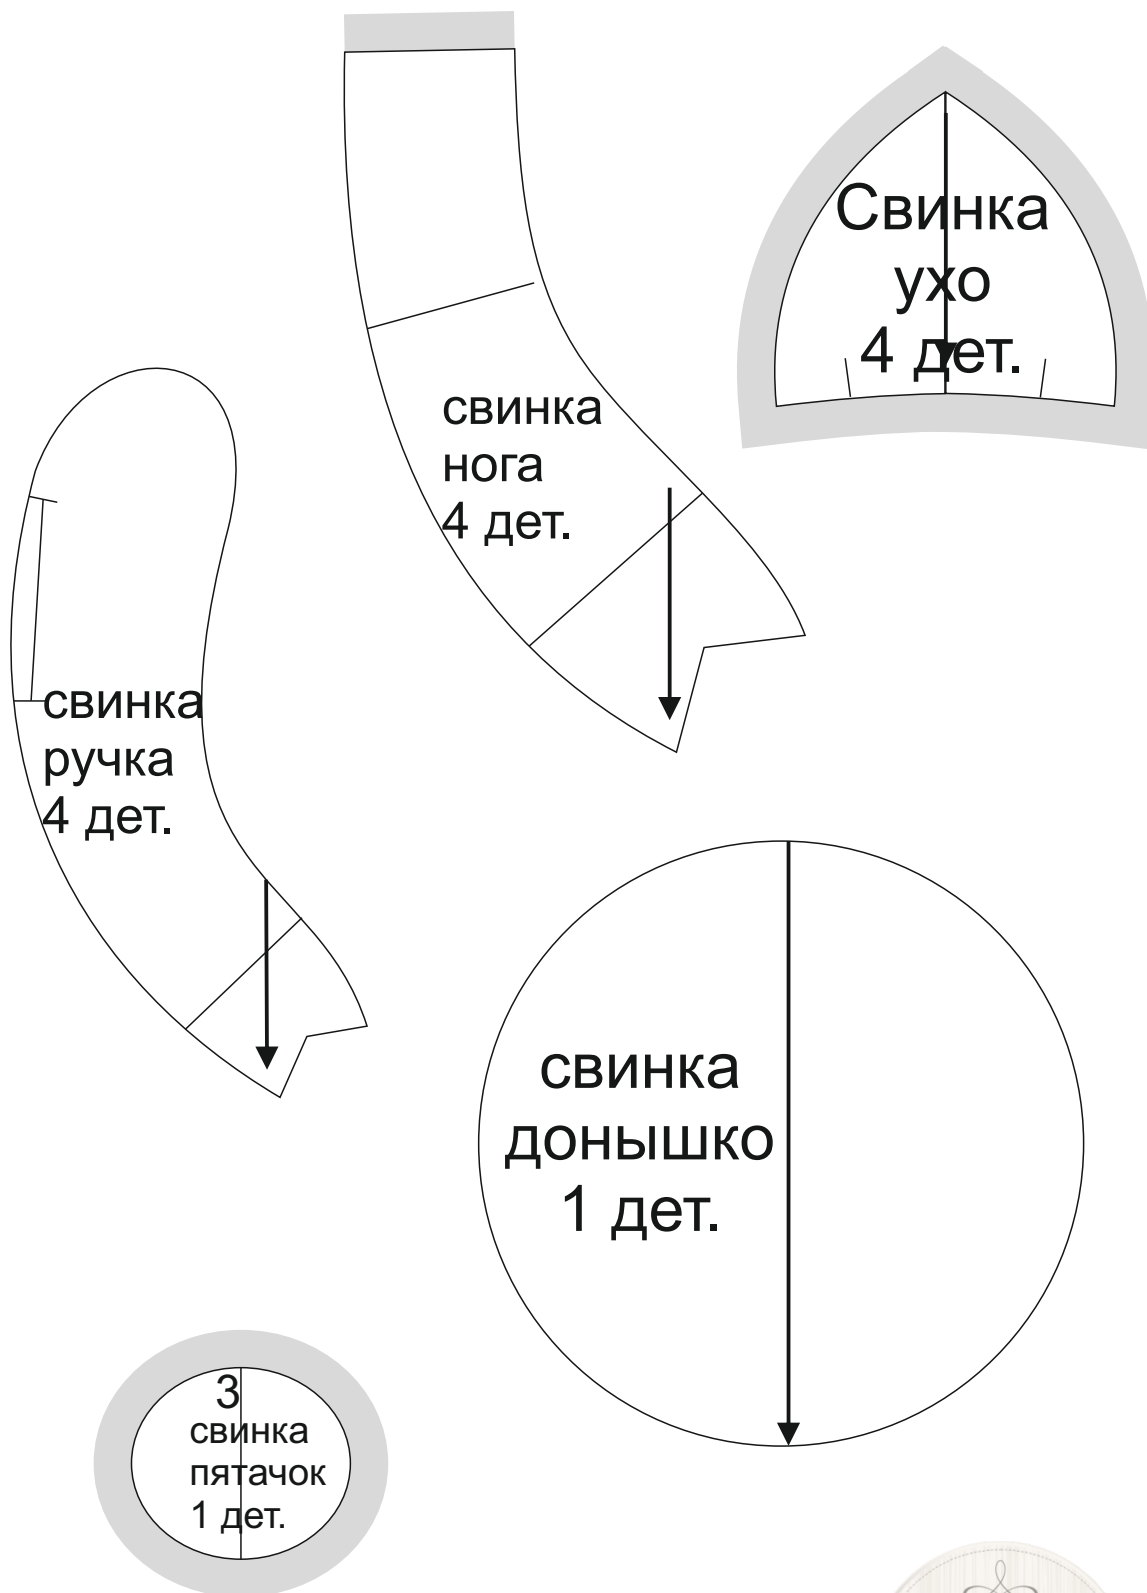 Свинка
ухо
4 дет.
свинка
нога
4 дет.
свинка
ручка
4 дет.
свинка
донышко
1 дет.
3
свинка
пятачок
1 дет.